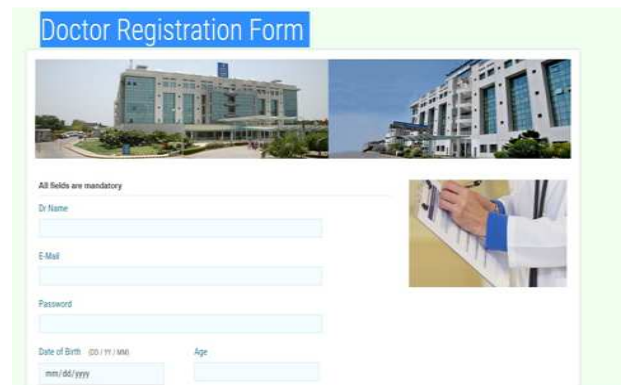 Doctor Registration Form
All fields are mandatory
Dr Name
E-Mail
Password
Date of Birth (DD / YY / MM) Age
mm/dd/yyyy